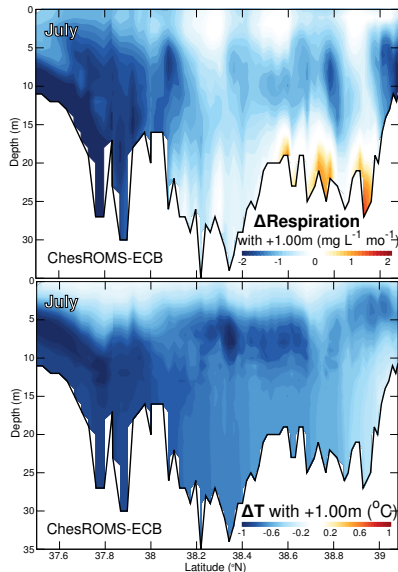 0
July
5
10
15
Depth (m)
20
25
ΔRespiration
with +1.00m (mg L⁻¹ mo⁻¹)
30
-2 -1 0 1 2
ChesROMS-ECB
0
July
5
10
15
Depth (m)
20
25
ΔT with +1.00m (°C)
30
-1 -0.6 -0.2 0.2 0.6 1
ChesROMS-ECB
35
37.6 37.8 38 38.2 38.4 38.6 38.8 39
Latitude (°N)